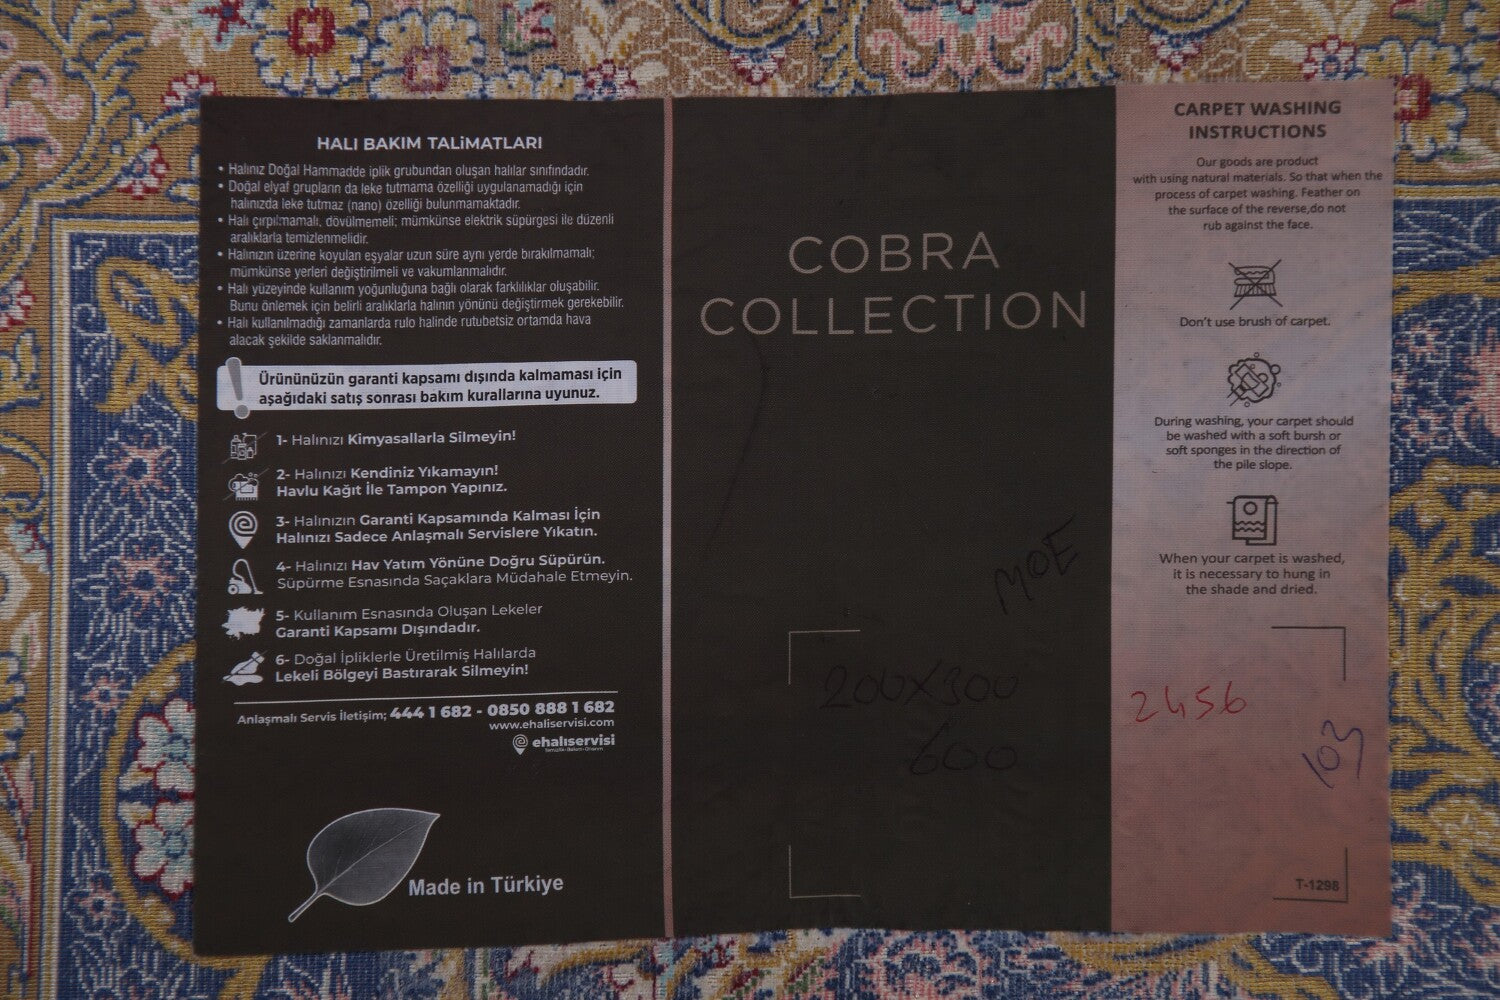 HALI BAKIM TALiMATLARI
• Halınız Doğal Hammadde iplik grubundan oluşan halılar sınıfındadır.
• Doğal elyaf grupların da leke tutmama özelliği uygulanamadığı için
halınızda leke tutmaz (nano) özelliği bulunmamaktadır.
• Halı çırpılmamalı, dövülmemeli; mümkünse elektrik süpürgesi ile düzenli
aralıklarla temizlenmelidir.
• Halınızın üzerine koyulan eşyalar uzun süre aynı yerde bırakılmamalı;
mümkünse yerleri değiştirilmeli ve vakumlanmalıdır.
• Halı yüzeyinde kullanım yoğunluğuna bağlı olarak farklılıklar oluşabilir.
Bunu önlemek için belirli aralıklarla halının yönünü değiştirmek gerekebilir.
• Halı kullanılmadığı zamanlarda rulo halinde rutubetsiz ortamda hava
alacak şekilde saklanmalıdır.
Ürününüzün garanti kapsamı dışında kalmaması için
aşağıdaki satış sonrası bakım kurallarına uyunuz.
1- Halınızı Kimyasallarla Silmeyin!
2- Halınızı Kendiniz Yıkamayın!
Havlu Kağıt İle Tampon Yapınız.
3- Halınızın Garanti Kapsamında Kalması İçin
Halınızı Sadece Anlaşmalı Servislere Yıkatın.
4- Halınızı Hav Yatım Yönüne Doğru Süpürün.
Süpürme Esnasında Saçaklara Müdahale Etmeyin.
5- Kullanım Esnasında Oluşan Lekeler
Garanti Kapsamı Dışındadır.
6- Doğal İpliklerle Üretilmiş Halılarda
Lekeli Bölgeyi Bastırarak Silmeyin!
Anlaşmalı Servis İletişim; 444 1 682 - 0850 888 1 682
www.ehaliservisi.com
ehalıservisi
Made in Türkiye
COBRA
COLLECTION
MOE
200x300
600
CARPET WASHING
INSTRUCTIONS
Our goods are product
with using natural materials. So that when the
process of carpet washing. Feather on
the surface of the reverse,do not
rub against the face.
Don't use brush of carpet.
During washing, your carpet should
be washed with a soft bursh or
soft sponges in the direction of
the pile slope.
When your carpet is washed,
it is necessary to hung in
the shade and dried.
2456
103
T-1298